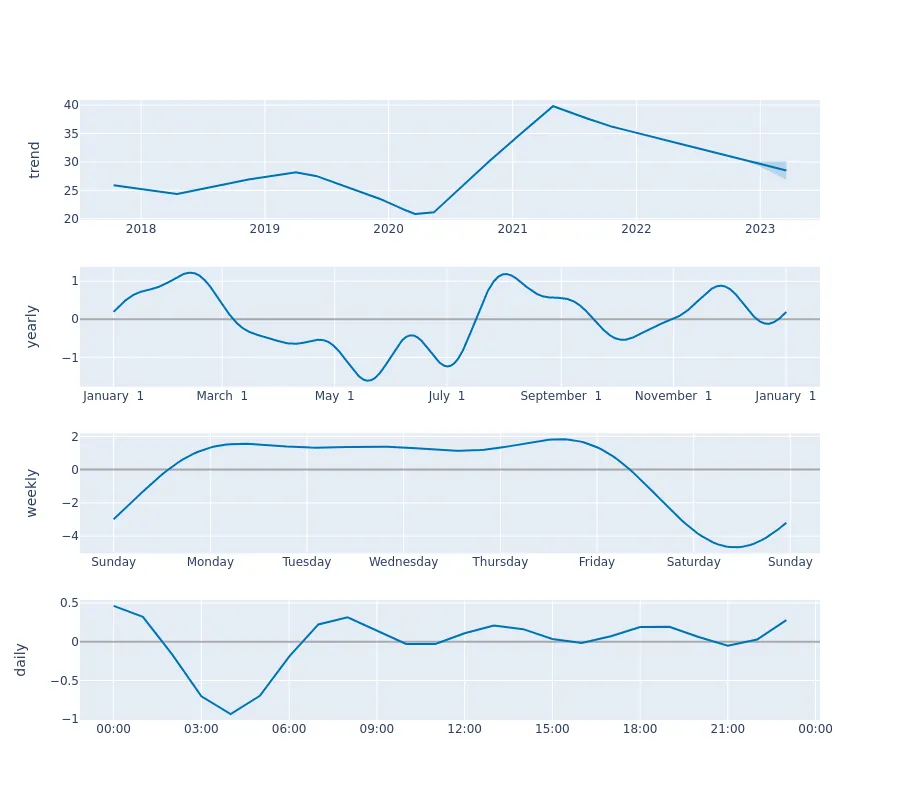 40
35
30
25
20
trend
2018 2019 2020 2021 2022 2023
1
0
−1
yearly
January 1 March 1 May 1 July 1 September 1 November 1 January 1
2
0
−2
−4
weekly
Sunday Monday Tuesday Wednesday Thursday Friday Saturday Sunday
0.5
0
−0.5
−1
daily
00:00 03:00 06:00 09:00 12:00 15:00 18:00 21:00 00:00